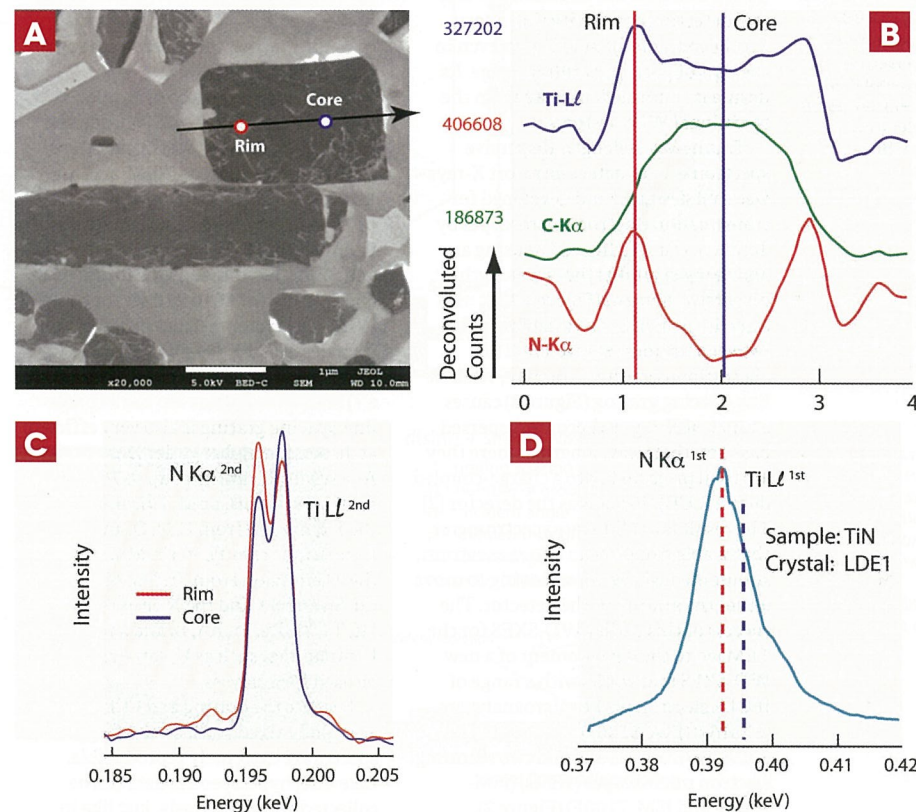 A
Core
Rim
x20,000 5.0kV BED-C SEM 1µm JEOL WD 10.0mm
B
Rim Core
327202
Ti-Lℓ
406608
186873
C-Kα
Deconvoluted
Counts
N-Kα
0 1 2 3 4
C
N Kα 2nd
Ti Lℓ 2nd
Intensity
Rim
Core
0.185 0.190 0.195 0.200 0.205
Energy (keV)
D
N Kα 1st
Ti Lℓ 1st
Sample: TiN
Crystal: LDE1
Intensity
0.37 0.38 0.39 0.40 0.41 0.42
Energy (keV)